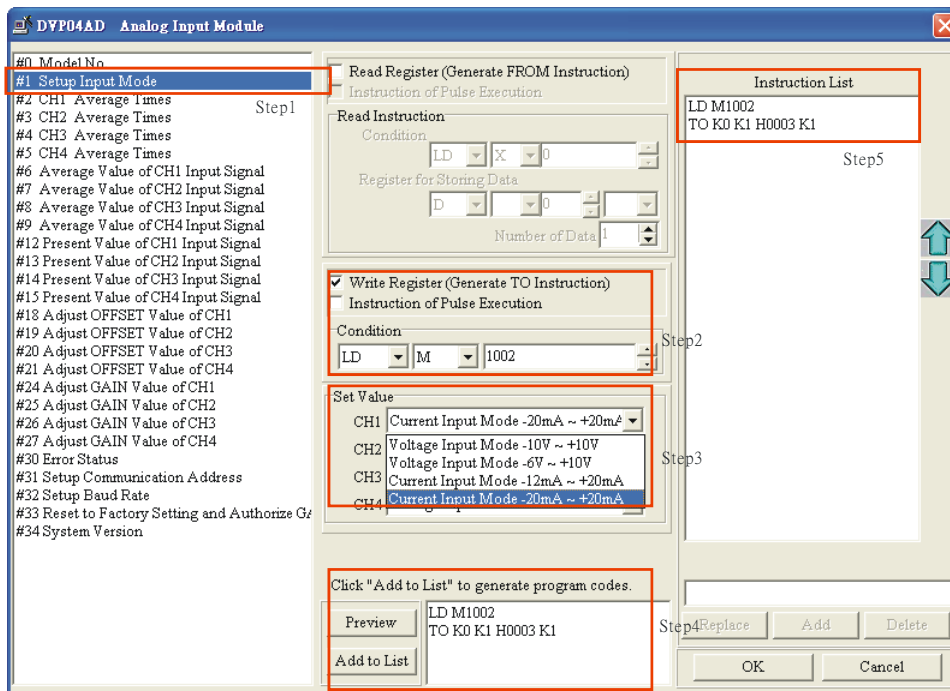 DVP04AD Analog Input Module
#0 Model No
#1 Setup Input Mode
#2 CH1 Average Times
#3 CH2 Average Times
#4 CH3 Average Times
#5 CH4 Average Times
#6 Average Value of CH1 Input Signal
#7 Average Value of CH2 Input Signal
#8 Average Value of CH3 Input Signal
#9 Average Value of CH4 Input Signal
#12 Present Value of CH1 Input Signal
#13 Present Value of CH2 Input Signal
#14 Present Value of CH3 Input Signal
#15 Present Value of CH4 Input Signal
#18 Adjust OFFSET Value of CH1
#19 Adjust OFFSET Value of CH2
#20 Adjust OFFSET Value of CH3
#21 Adjust OFFSET Value of CH4
#24 Adjust GAIN Value of CH1
#25 Adjust GAIN Value of CH2
#26 Adjust GAIN Value of CH3
#27 Adjust GAIN Value of CH4
#30 Error Status
#31 Setup Communication Address
#32 Setup Baud Rate
#33 Reset to Factory Setting and Authorize GA
#34 System Version
Step1
Read Register (Generate FROM Instruction)
Instruction of Pulse Execution
Read Instruction
Condition
LD X 0
Register for Storing Data
D 0
Number of Data 1
Write Register (Generate TO Instruction)
Instruction of Pulse Execution
Condition
LD M 1002
Step2
Set Value
CH1 Current Input Mode -20mA ~ +20mA
CH2 Voltage Input Mode -10V ~ +10V
Voltage Input Mode -6V ~ +10V
CH3 Current Input Mode -12mA ~ +20mA
CH4 Current Input Mode -20mA ~ +20mA
Step3
Click "Add to List" to generate program codes.
Preview
Add to List
LD M1002
TO K0 K1 H0003 K1
Step4
Instruction List
LD M1002
TO K0 K1 H0003 K1
Step5
Replace Add Delete
OK Cancel